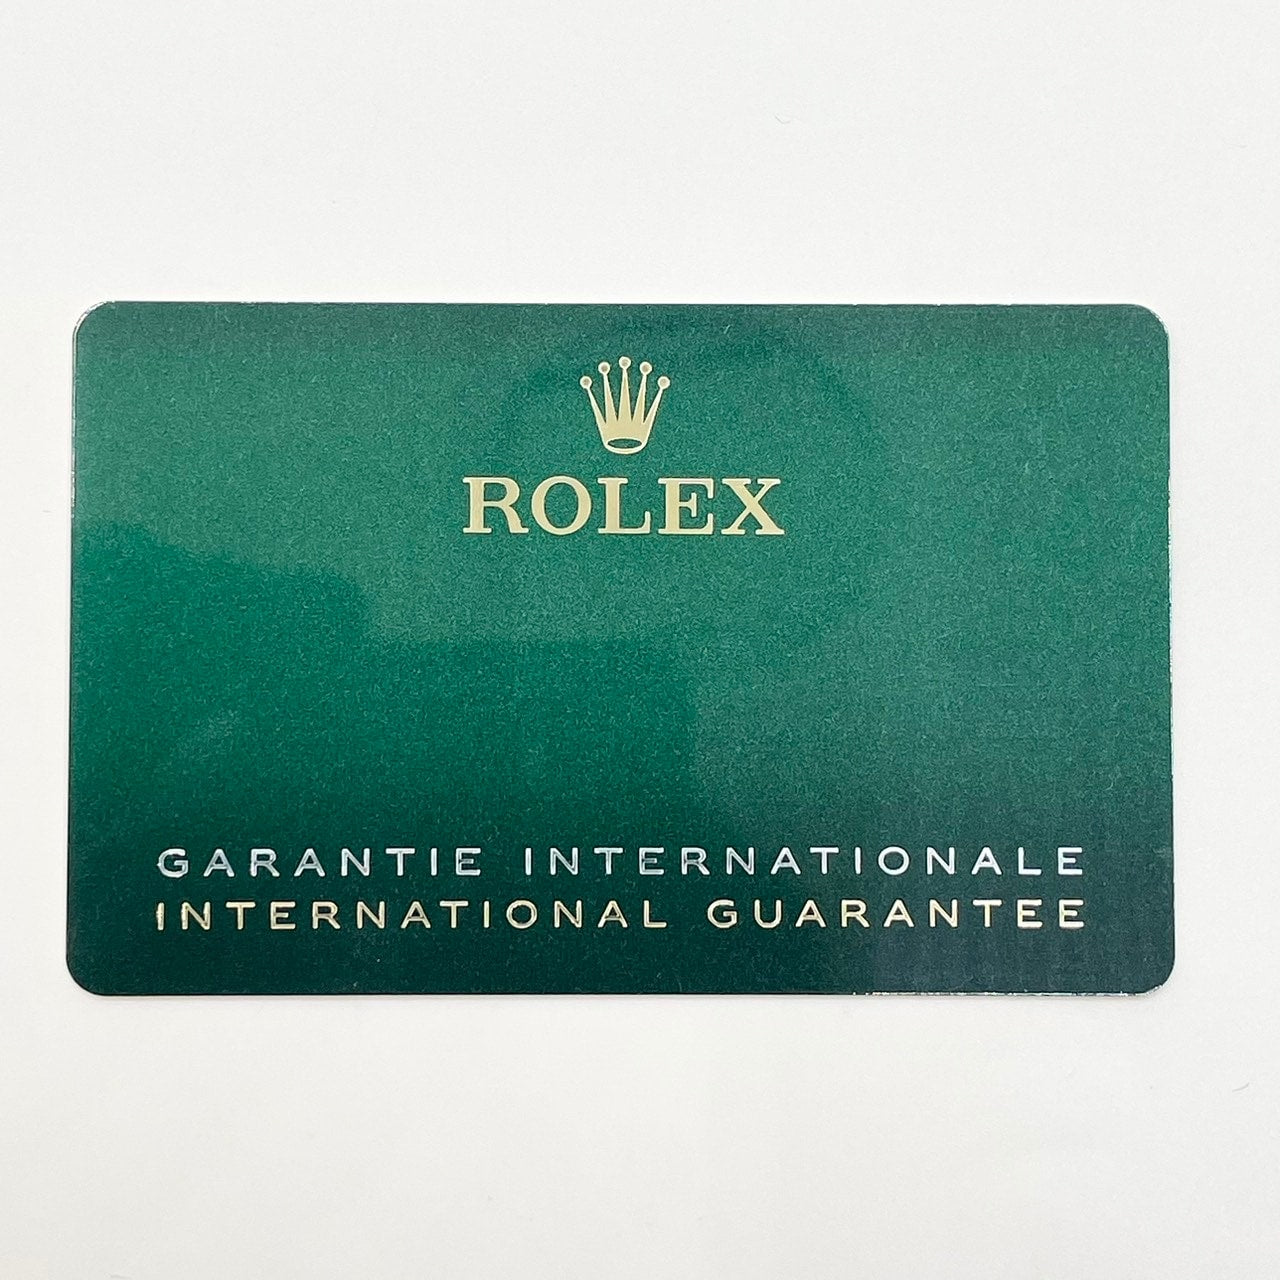 ROLEX
GARANTIE INTERNATIONALE
INTERNATIONAL GUARANTEE